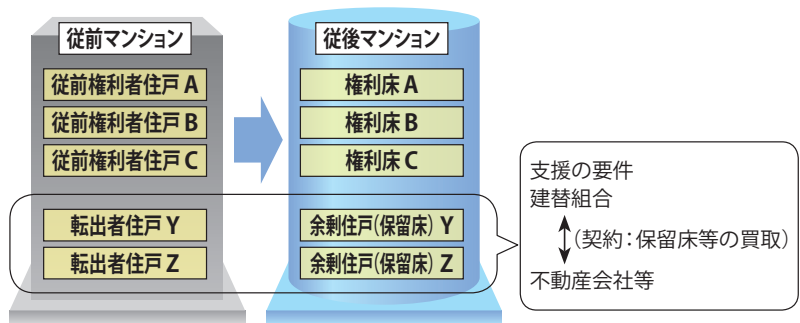 従前マンション
従前権利者住戸 A
従前権利者住戸 B
従前権利者住戸 C
転出者住戸 Y
転出者住戸 Z
従後マンション
権利床 A
権利床 B
権利床 C
余剰住戸(保留床) Y
余剰住戸(保留床) Z
支援の要件
建替組合
(契約:保留床等の買取)
不動産会社等